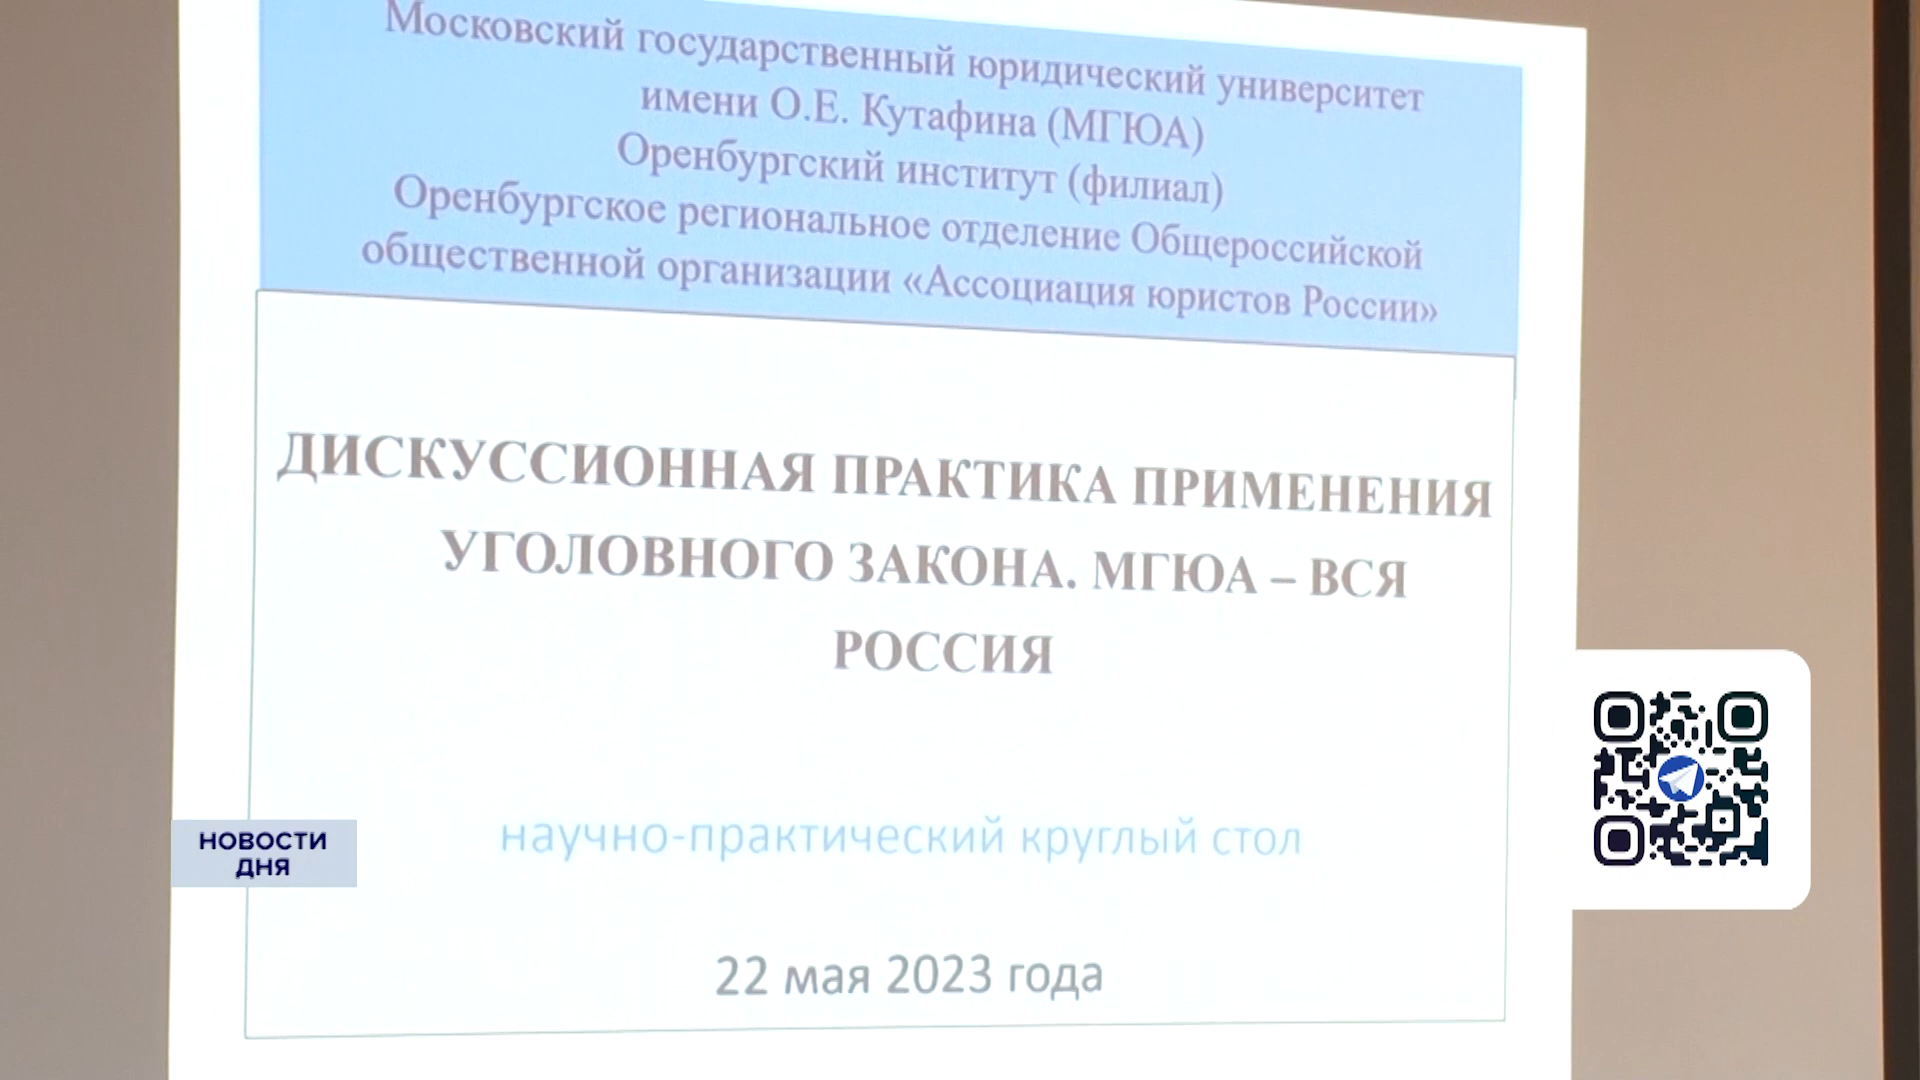 Московский государственный юридический университет
имени О.Е. Кутафина (МГЮА)
Оренбургский институт (филиал)
Оренбургское региональное отделение Общероссийской
общественной организации «Ассоциация юристов России»
ДИСКУССИОННАЯ ПРАКТИКА ПРИМЕНЕНИЯ
УГОЛОВНОГО ЗАКОНА. МГЮА – ВСЯ
РОССИЯ
научно-практический круглый стол
22 мая 2023 года
НОВОСТИ
ДНЯ